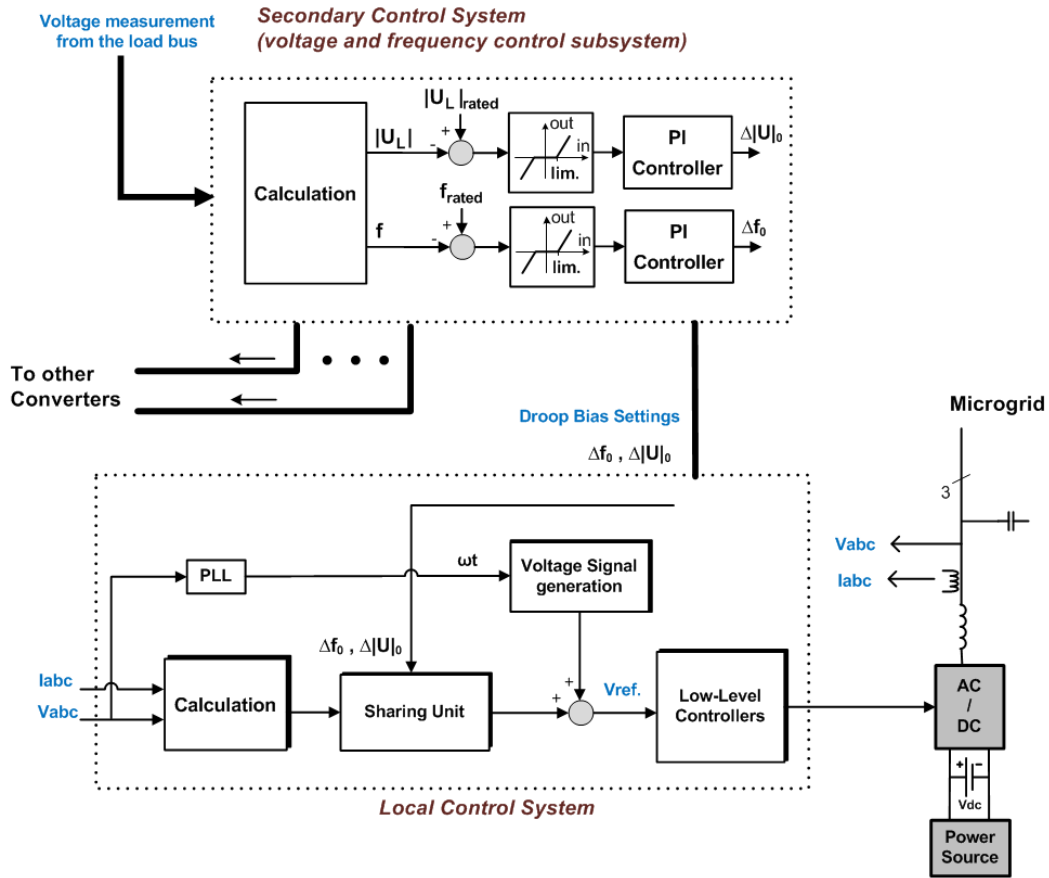 Voltage measurement
from the load bus
Secondary Control System
(voltage and frequency control subsystem)
|U_L|rated
+
-
|U_L|
Calculation
out
in
lim.
PI
Controller
Δ|U|₀
f_rated
+
-
f
out
in
lim.
PI
Controller
Δf₀
To other
Converters
Droop Bias Settings
Δf₀ , Δ|U|₀
Microgrid
3
Vabc
Iabc
PLL
ωt
Voltage Signal
generation
Δf₀ , Δ|U|₀
Iabc
Vabc
Calculation
Sharing Unit
+
+
Vref.
Low-Level
Controllers
AC
/
DC
+
-
Vdc
Power
Source
Local Control System